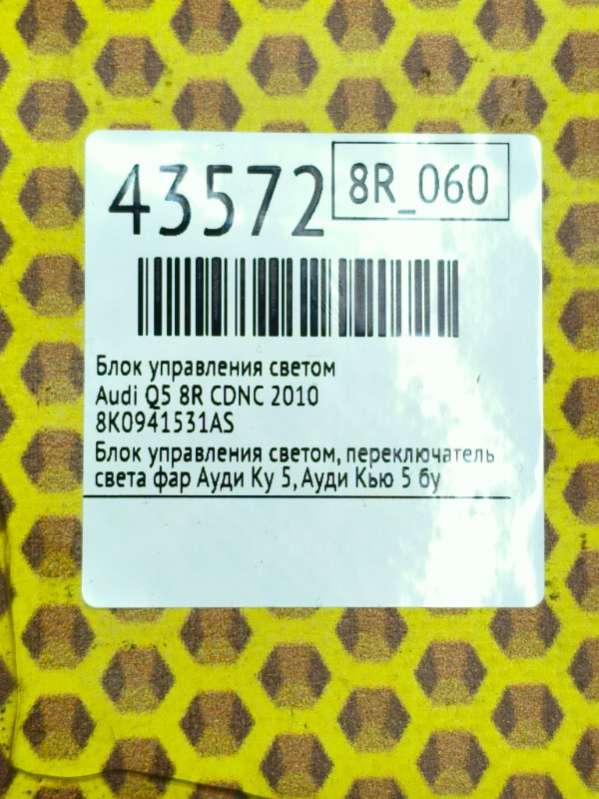 43572
8R_060
Блок управления светом
Audi Q5 8R CDNC 2010
8K0941531AS
Блок управления светом, переключатель
света фар Ауди Ку 5, Ауди Кью 5 бу